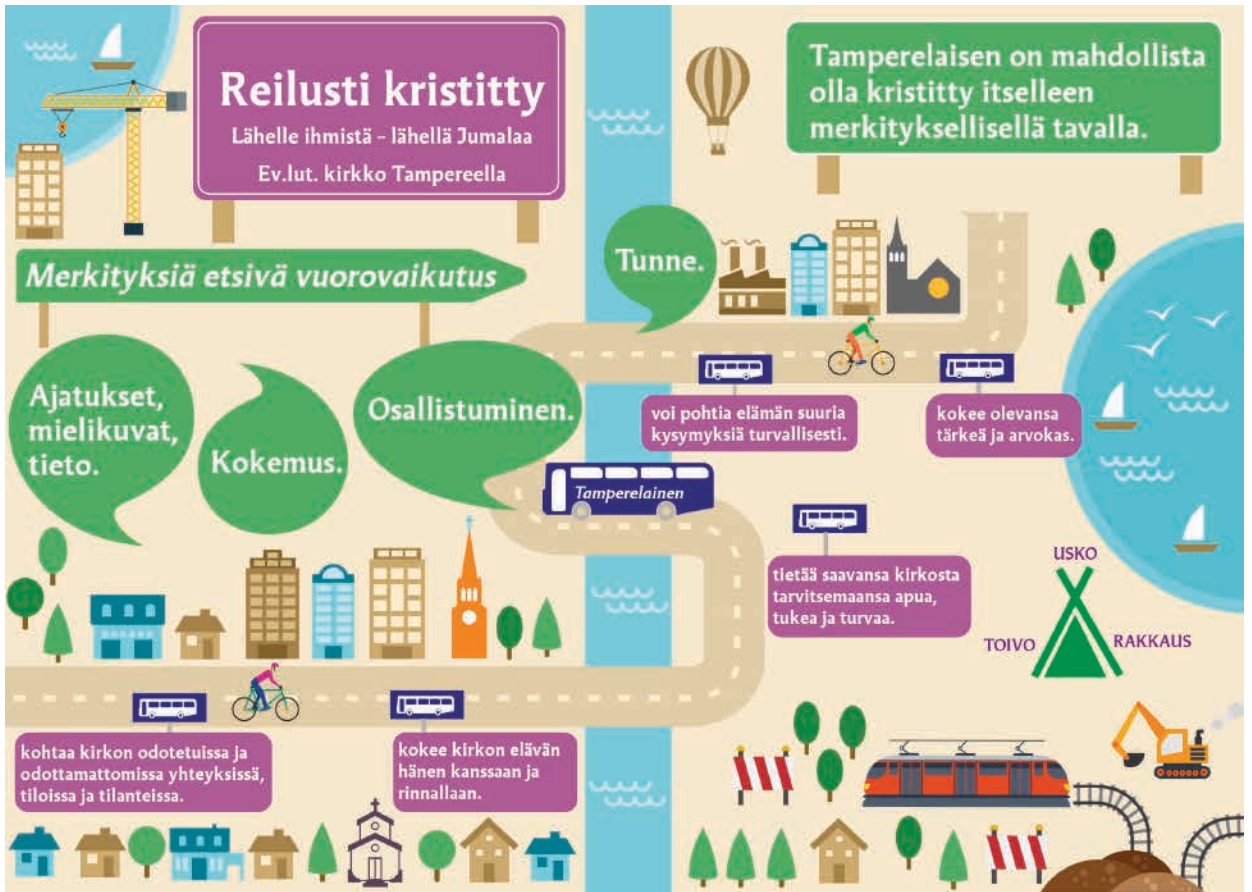 Reilusti kristitty
Lähelle ihmistä – lähellä Jumalaa
Ev.lut. kirkko Tampereella
Tamperelaisen on mahdollista
olla kristitty itselleen
merkityksellisellä tavalla.
Merkityksiä etsivä vuorovaikutus
Tunne.
Ajatukset,
mielikuvat,
tieto.
Kokemus.
Osallistuminen.
voi pohtia elämän suuria
kysymyksiä turvallisesti.
kokee olevansa
tärkeä ja arvokas.
Tamperelainen
tietää saavansa kirkosta
tarvitsemaansa apua,
tukea ja turvaa.
USKO
TOIVO
RAKKAUS
kohtaa kirkon odotetuissa ja
odottamattomissa yhteyksissä,
tiloissa ja tilanteissa.
kokee kirkon elävän
hänen kanssaan ja
rinnallaan.